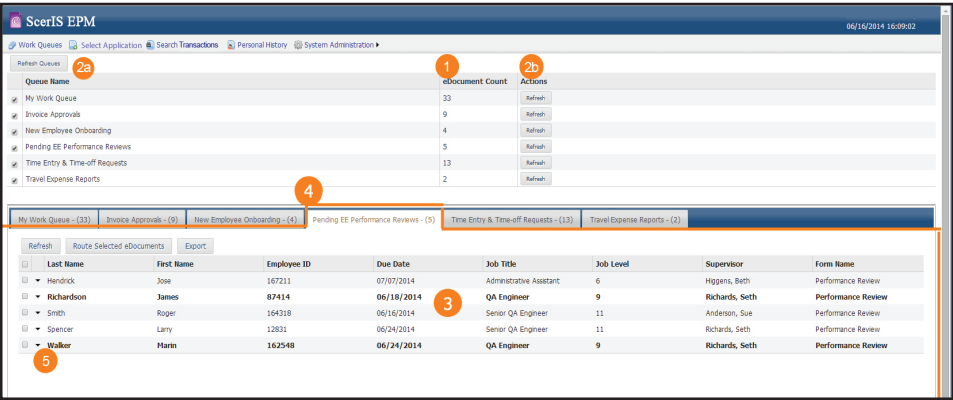 ScerIS EPM
06/16/2014 16:09:02
Work Queues Select Application Search Transactions Personal History System Administration
Refresh Queues
2a 1 2b
Queue Name eDocument Count Actions
My Work Queue 33 Refresh
Invoice Approvals 9 Refresh
New Employee Onboarding 4 Refresh
Pending EE Performance Reviews 5 Refresh
Time Entry & Time-off Requests 13 Refresh
Travel Expense Reports 2 Refresh
4
My Work Queue - (33) Invoice Approvals - (9) New Employee Onboarding - (4) Pending EE Performance Reviews - (5) Time Entry & Time-off Requests - (13) Travel Expense Reports - (2)
Refresh Route Selected eDocuments Export
Last Name First Name Employee ID Due Date Job Title Job Level Supervisor Form Name
Hendrick Jose 167211 07/07/2014 Administrative Assistant 6 Higgens, Beth Performance Review
Richardson James 87414 06/18/2014 QA Engineer 9 Richards, Seth Performance Review
3
Smith Roger 164318 06/16/2014 Senior QA Engineer 11 Anderson, Sue Performance Review
Spencer Larry 12831 06/24/2014 Senior QA Engineer 11 Richards, Seth Performance Review
Walker Marin 162548 06/24/2014 QA Engineer 9 Richards, Seth Performance Review
5